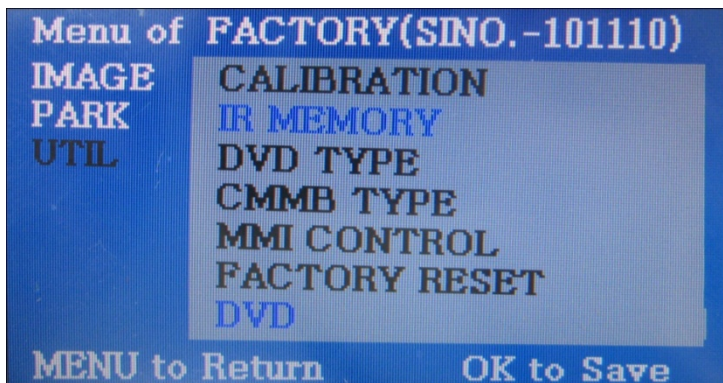 Menu of FACTORY(SINO.-101110)
IMAGE
PARK
UTIL
CALIBRATION
IR MEMORY
DVD TYPE
CMMB TYPE
MMI CONTROL
FACTORY RESET
DVD
MENU to Return
OK to Save